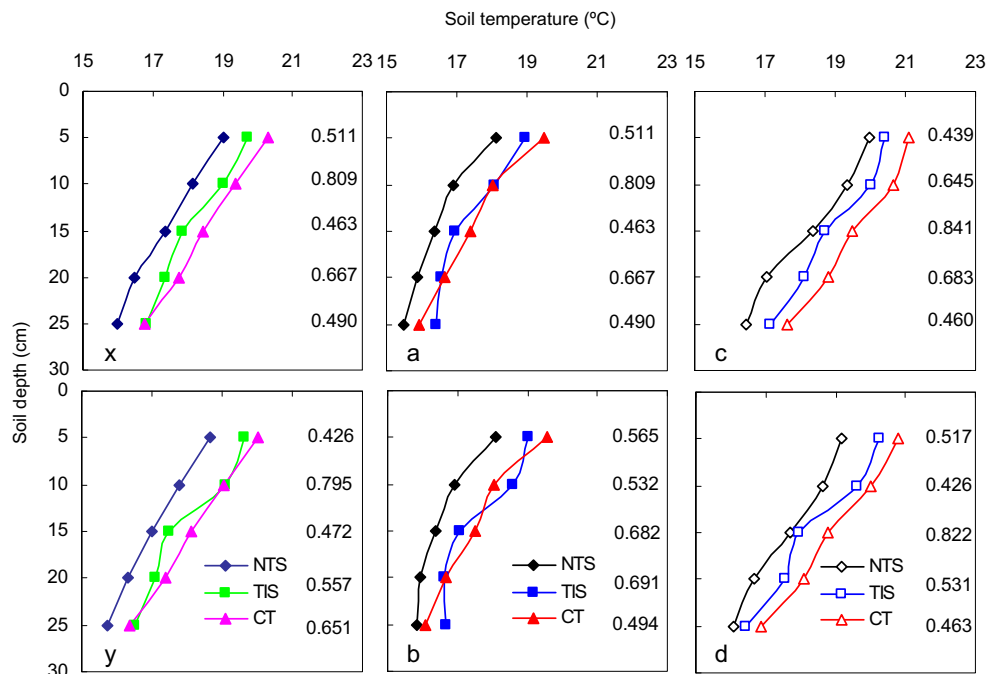 Soil temperature (ºC)
15 17 19 21 23 15 17 19 21 23 15 17 19 21 23
Soil depth (cm)
0
5
10
15
20
25
30
0.511
0.809
0.463
0.667
0.490
x
0.511
0.809
0.463
0.667
0.490
a
0.439
0.645
0.841
0.683
0.460
c
0
5
10
15
20
25
30
0.426
0.795
0.472
0.557
0.651
NTS
TIS
CT
y
0.565
0.532
0.682
0.691
0.494
NTS
TIS
CT
b
0.517
0.426
0.822
0.531
0.463
NTS
TIS
CT
d